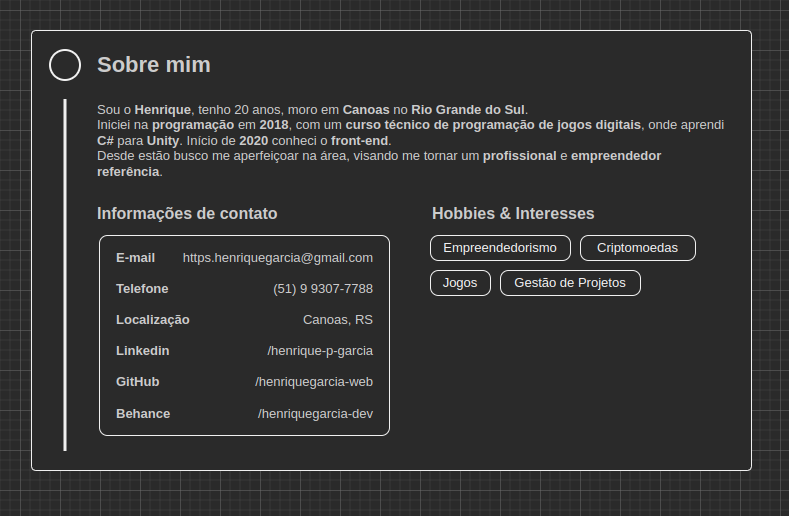 Sobre mim
Sou o Henrique, tenho 20 anos, moro em Canoas no Rio Grande do Sul.
Iniciei na programação em 2018, com um curso técnico de programação de jogos digitais, onde aprendi
C# para Unity. Início de 2020 conheci o front-end.
Desde estão busco me aperfeiçoar na área, visando me tornar um profissional e empreendedor
referência.
Informações de contato
E-mail https.henriquegarcia@gmail.com
Telefone (51) 9 9307-7788
Localização Canoas, RS
Linkedin /henrique-p-garcia
GitHub /henriquegarcia-web
Behance /henriquegarcia-dev
Hobbies & Interesses
Empreendedorismo Criptomoedas
Jogos Gestão de Projetos